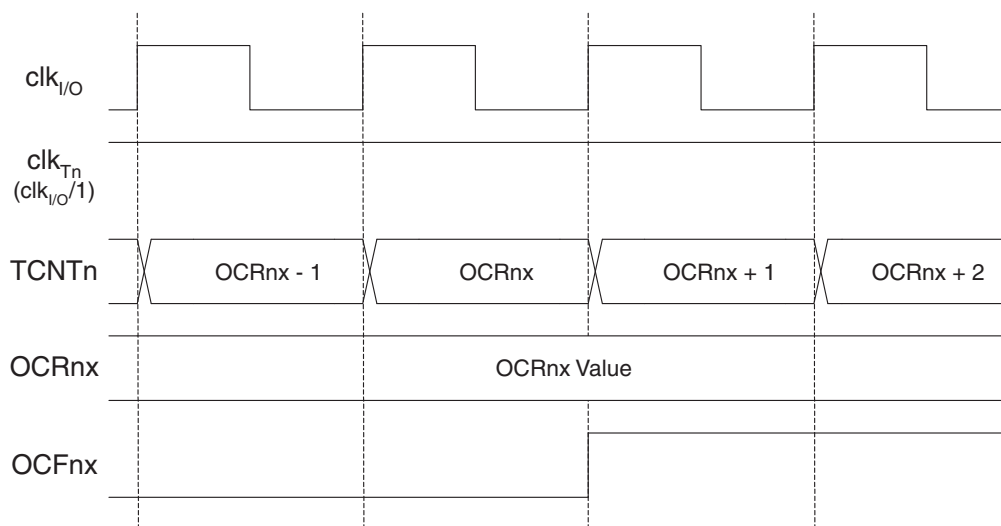 clkI/O
clkTn
(clkI/O/1)
TCNTn OCRnx - 1 OCRnx OCRnx + 1 OCRnx + 2
OCRnx OCRnx Value
OCFnx